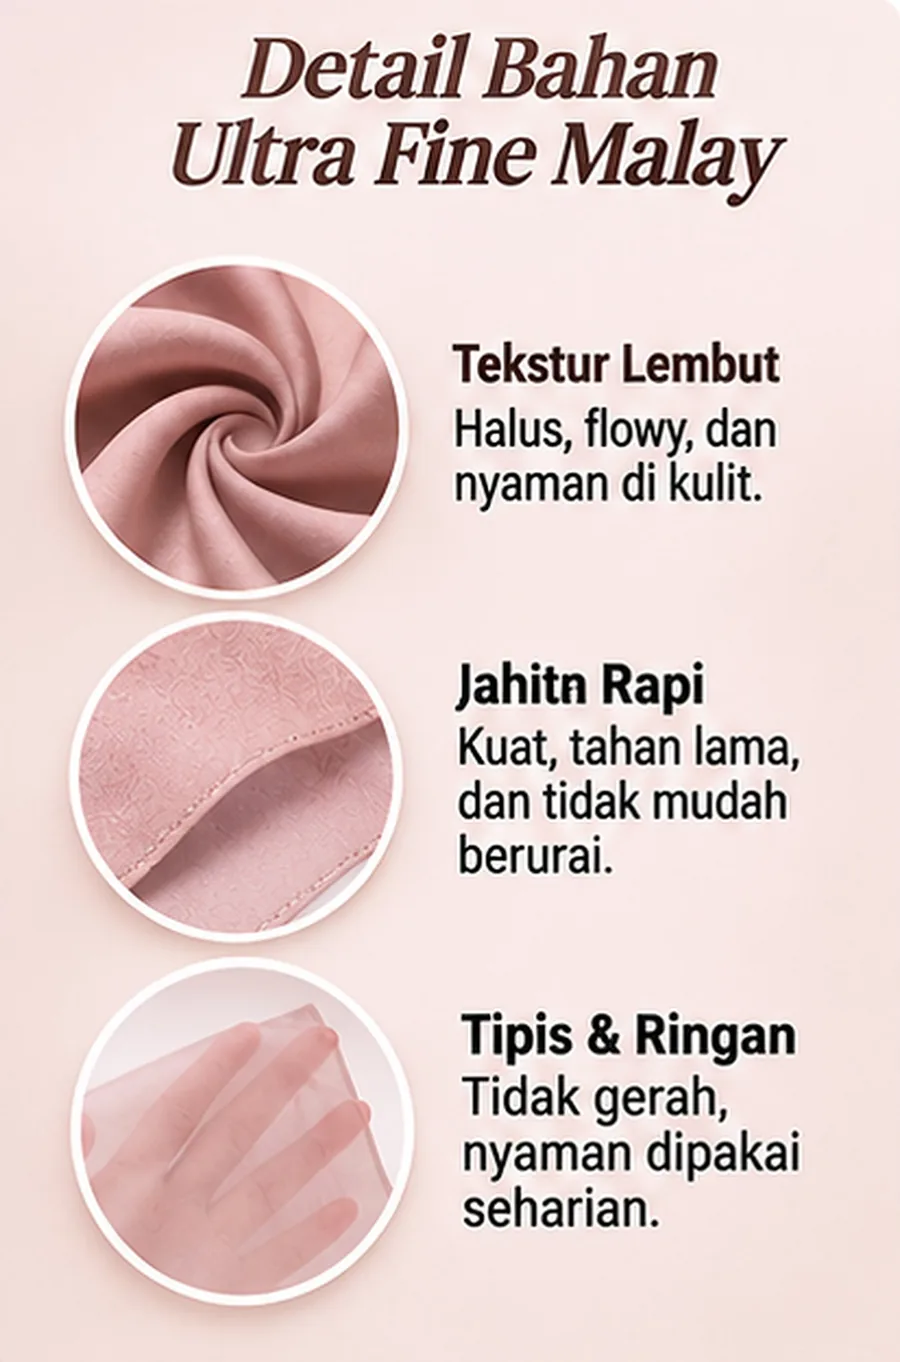 Detail Bahan
Ultra Fine Malay
Tekstur Lembut
Halus, flowy, dan
nyaman di kulit.
Jahitn Rapi
Kuat, tahan lama,
dan tidak mudah
berurai.
Tipis & Ringan
Tidak gerah,
nyaman dipakai
seharian.